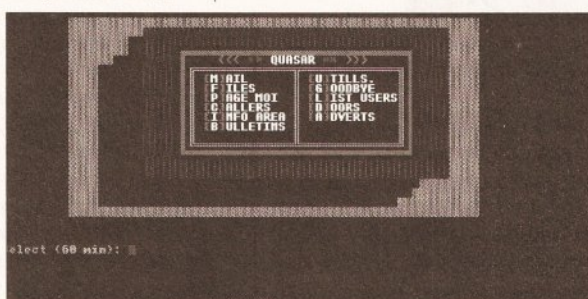 <<< QUASAR >>>
[M]AIL
[F]ILES
[P]AGE MOI
[C]ALLERS
[I]NFO AREA
[B]ULLETINS
[U]TILLS.
[G]OODBYE
[L]IST USERS
[D]OORS
[A]DVERTS
elect (60 min):